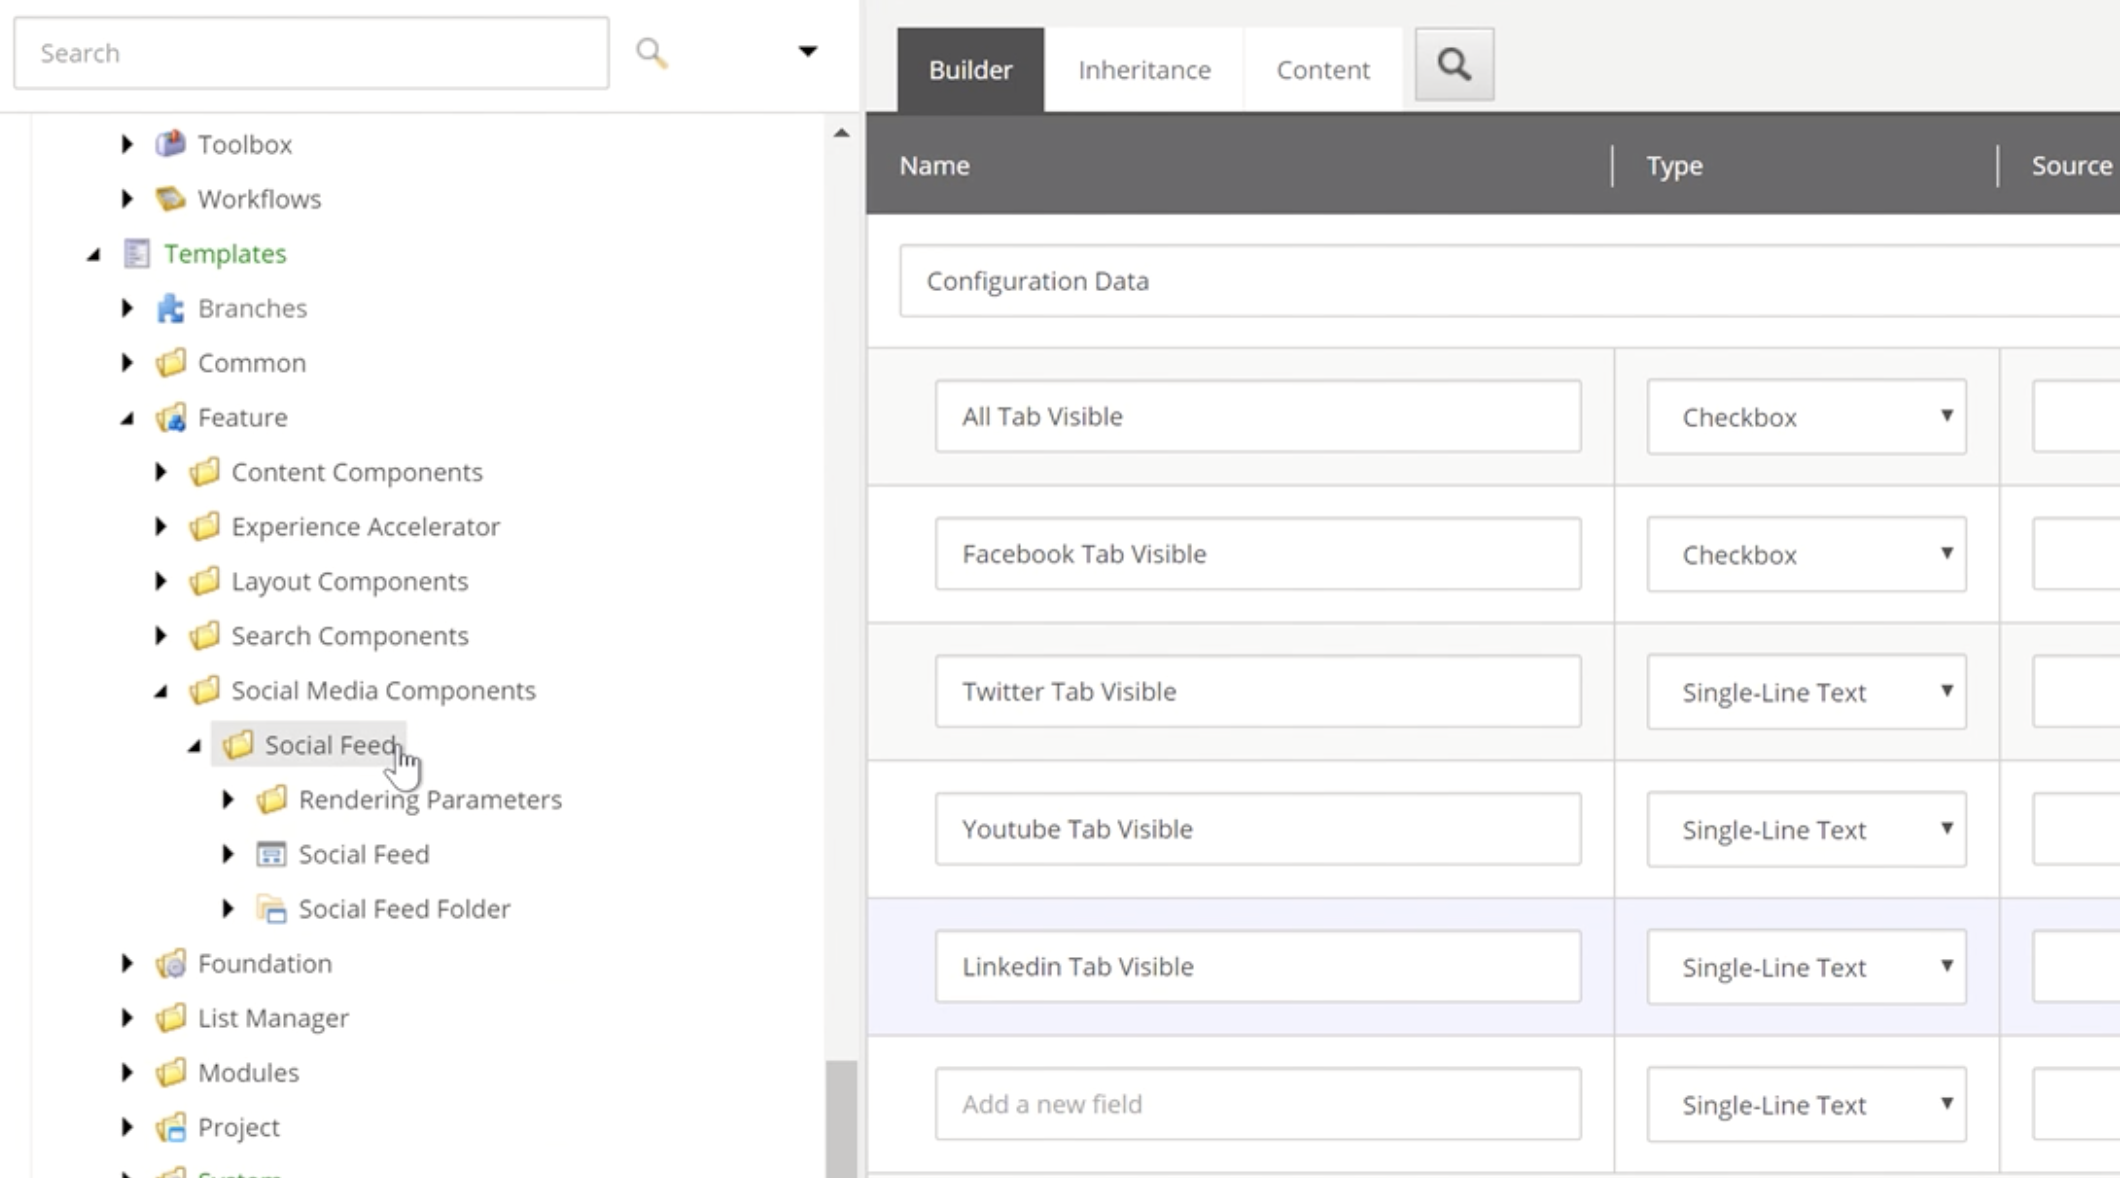 Search
Toolbox
Workflows
Templates
Branches
Common
Feature
Content Components
Experience Accelerator
Layout Components
Search Components
Social Media Components
Social Feed
Rendering Parameters
Social Feed
Social Feed Folder
Foundation
List Manager
Modules
Project
System
Builder Inheritance Content
Name Type Source
Configuration Data
All Tab Visible Checkbox
Facebook Tab Visible Checkbox
Twitter Tab Visible Single-Line Text
Youtube Tab Visible Single-Line Text
Linkedin Tab Visible Single-Line Text
Add a new field Single-Line Text